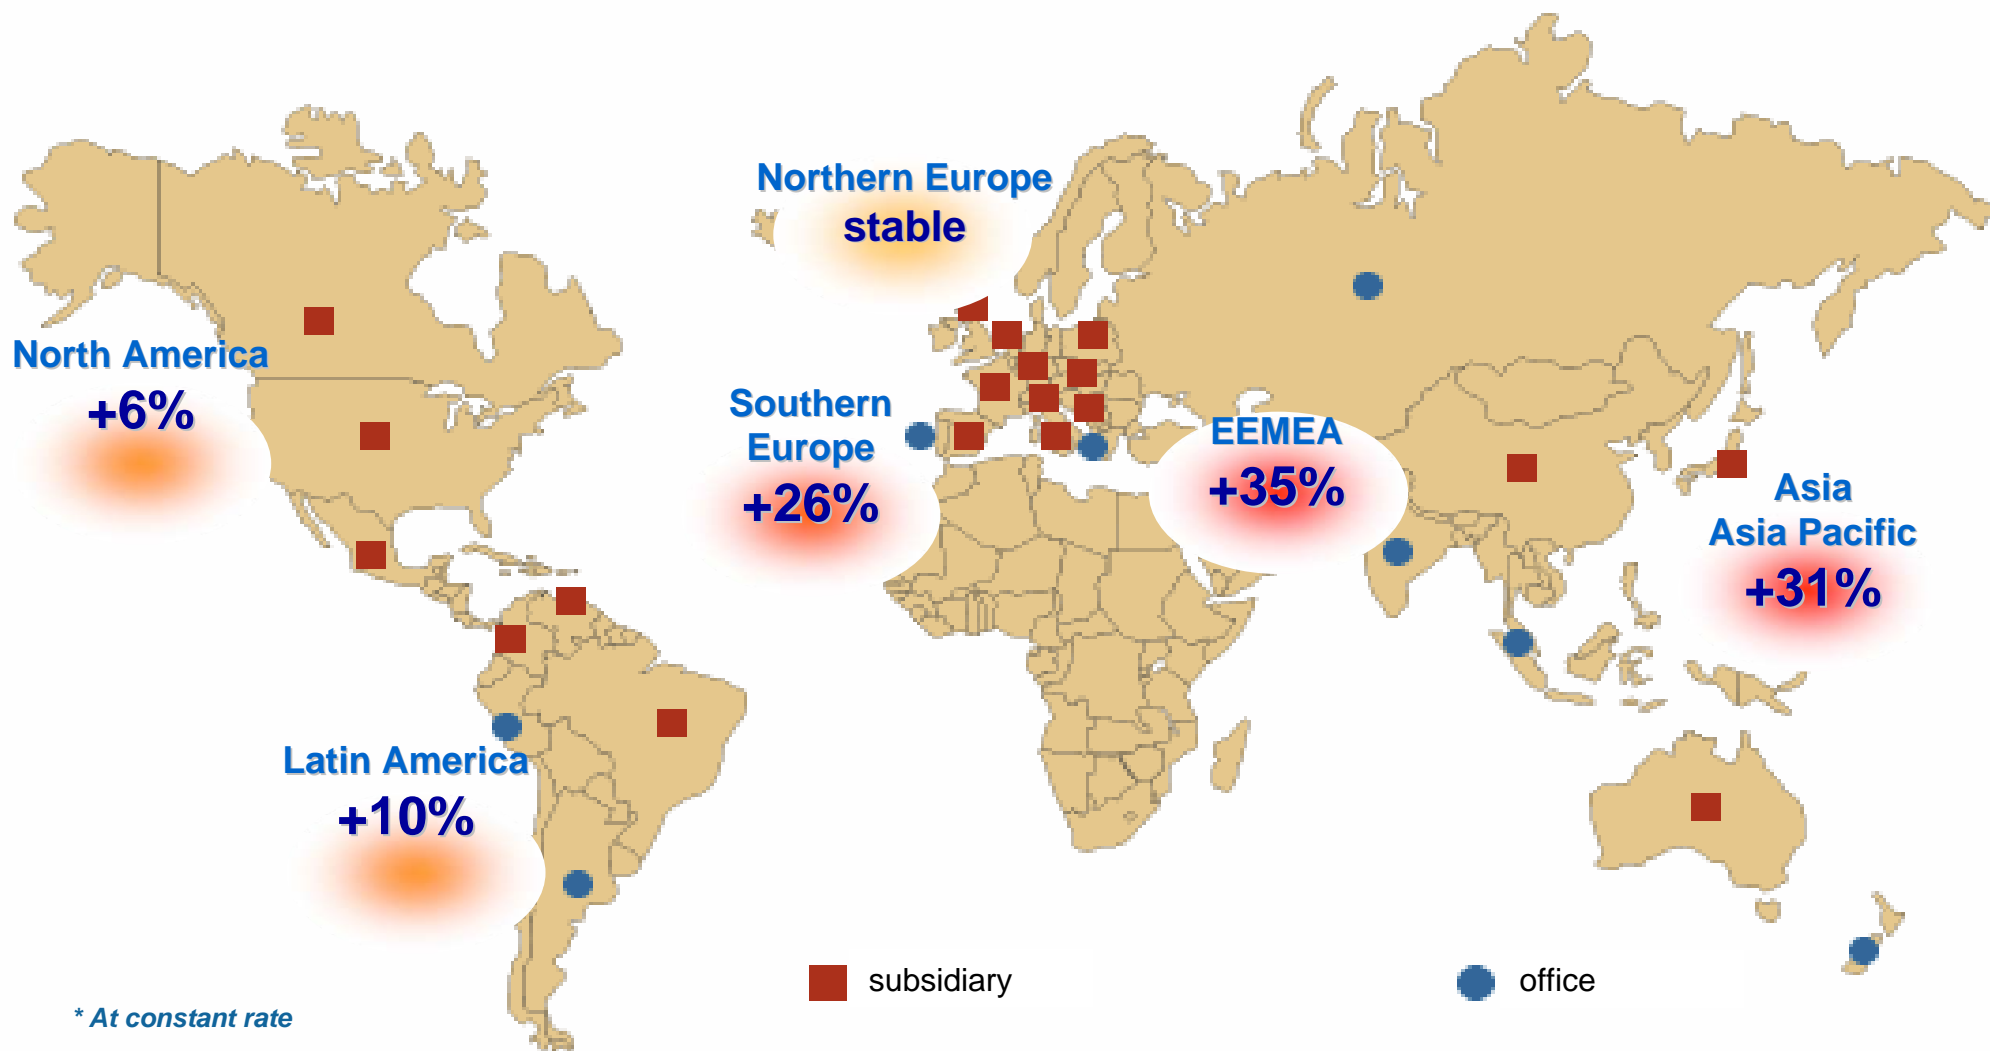 Northern Europe
stable
North America
+6%
Southern
Europe
+26%
EEMEA
+35%
Asia
Asia Pacific
+31%
Latin America
+10%
subsidiary
office
* At constant rate